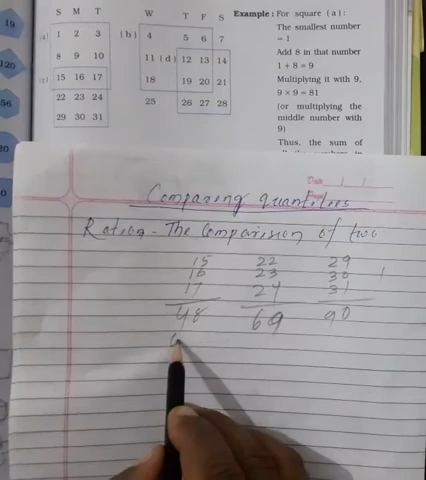 S M T W T F S
(a) 1 2 3 (b) 4 5 6 7
8 9 10 11 (d) 12 13 14
(c) 15 16 17 18 19 20 21
22 23 24 25 26 27 28
29 30 31
Example : For square (a) :
The smallest number
= 1
Add 8 in that number
1 + 8 = 9
Multiplying it with 9,
9 × 9 = 81
(or multiplying the
middle number with
9)
Thus, the sum of
19
120
56
0
Date
Comparing quantities
Ration - The Comparision of two
15 22 29
16 23 30
17 24 31
48 69 90